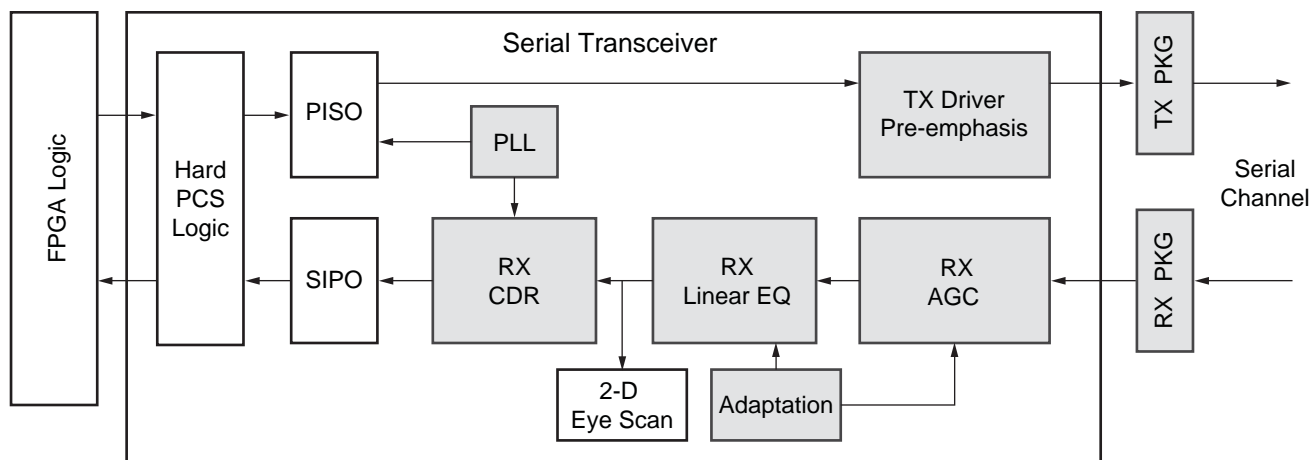 Serial Transceiver
FPGA Logic
Hard
PCS
Logic
PISO
PLL
TX Driver
Pre-emphasis
TX PKG
Serial
Channel
SIPO
RX
CDR
RX
Linear EQ
RX
AGC
RX PKG
2-D
Eye Scan
Adaptation